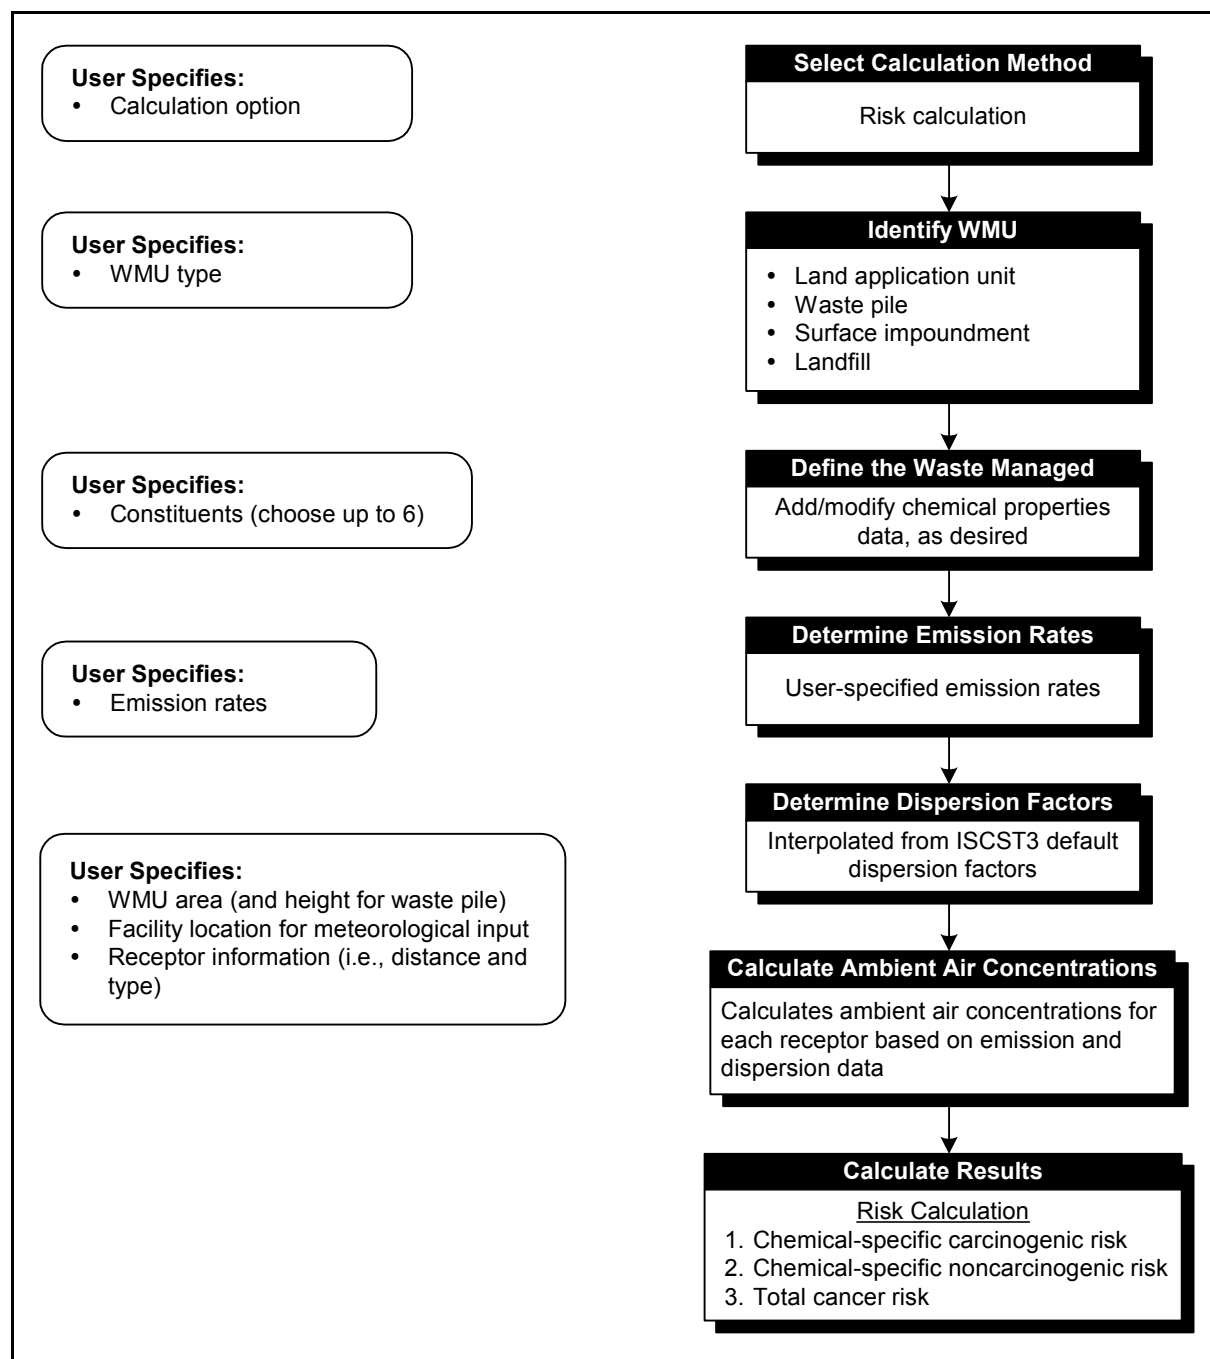 User Specifies:
• Calculation option
Select Calculation Method
Risk calculation
User Specifies:
• WMU type
Identify WMU
• Land application unit
• Waste pile
• Surface impoundment
• Landfill
User Specifies:
• Constituents (choose up to 6)
Define the Waste Managed
Add/modify chemical properties
data, as desired
User Specifies:
• Emission rates
Determine Emission Rates
User-specified emission rates
User Specifies:
• WMU area (and height for waste pile)
• Facility location for meteorological input
• Receptor information (i.e., distance and
type)
Determine Dispersion Factors
Interpolated from ISCST3 default
dispersion factors
Calculate Ambient Air Concentrations
Calculates ambient air concentrations for
each receptor based on emission and
dispersion data
Calculate Results
Risk Calculation
1. Chemical-specific carcinogenic risk
2. Chemical-specific noncarcinogenic risk
3. Total cancer risk